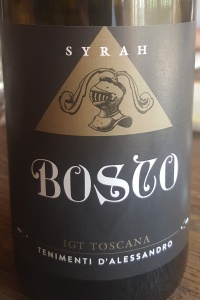 SYRAH
BOSCO
IGT TOSCANA
TENIMENTI D'ALESSANDRO